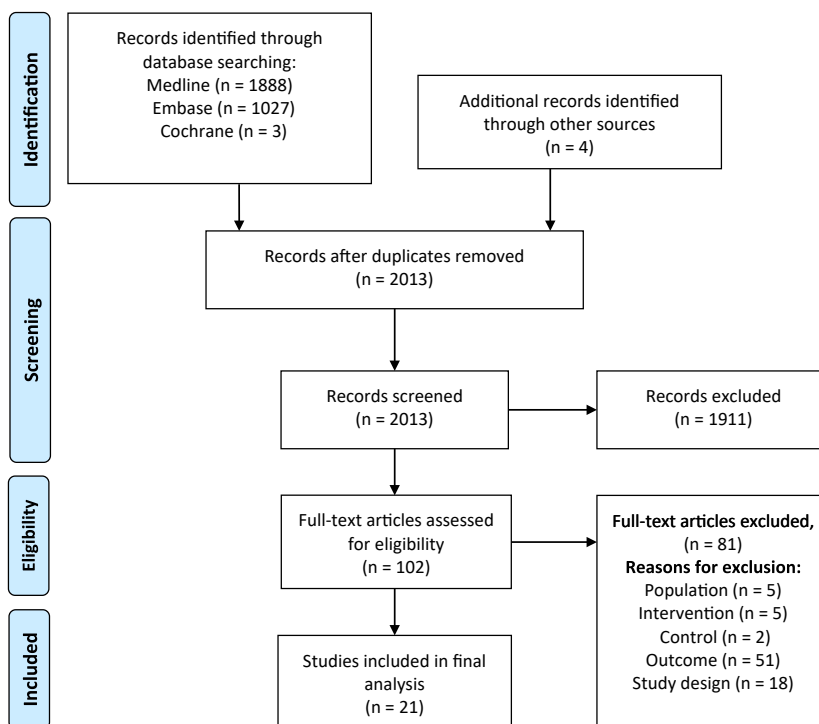 Identification
Records identified through
database searching:
Medline (n = 1888)
Embase (n = 1027)
Cochrane (n = 3)
Additional records identified
through other sources
(n = 4)
Screening
Records after duplicates removed
(n = 2013)
Records screened
(n = 2013)
Records excluded
(n = 1911)
Eligibility
Full-text articles assessed
for eligibility
(n = 102)
Full-text articles excluded,
(n = 81)
Reasons for exclusion:
Population (n = 5)
Intervention (n = 5)
Control (n = 2)
Outcome (n = 51)
Study design (n = 18)
Included
Studies included in final
analysis
(n = 21)